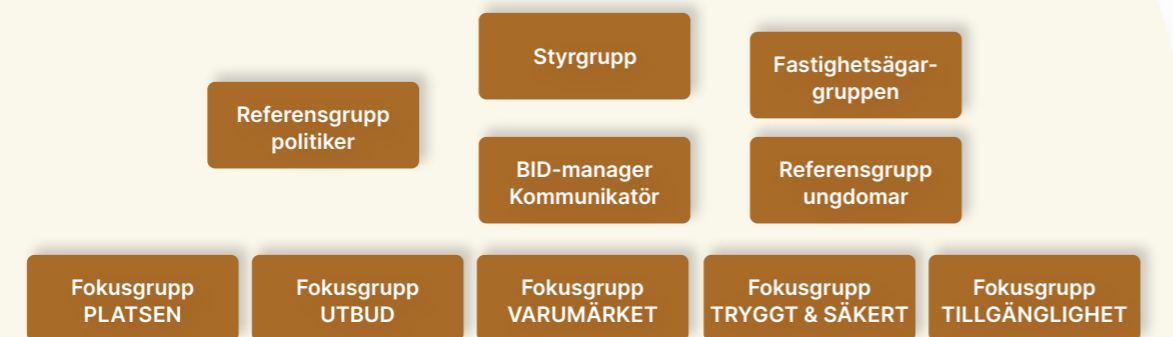 Styrgrupp
Fastighetsägar-
gruppen
Referensgrupp
politiker
BID-manager
Kommunikatör
Referensgrupp
ungdomar
Fokusgrupp
PLATSEN
Fokusgrupp
UTBUD
Fokusgrupp
VARUMÄRKET
Fokusgrupp
TRYGGT & SÄKERT
Fokusgrupp
TILLGÄNGLIGHET